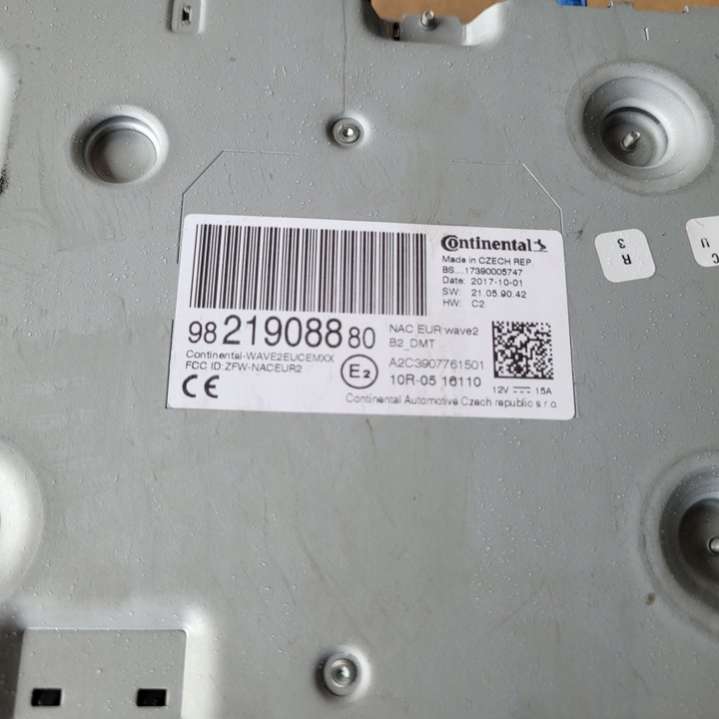 Continental
Made in CZECH REP
BS...17390005747
Date: 2017-10-01
SW: 21.05.90.42
HW: C2
98 219088 80
NAC EUR wave2
B2_DMT
Continental-WAVE2EUCEMXX
FCC ID:ZFW-NACEUR2
CE
E2
A2C3907761501
10R-05 16110
12V 15A
Continental Automotive Czech republic s.r.o
R
3
C
U